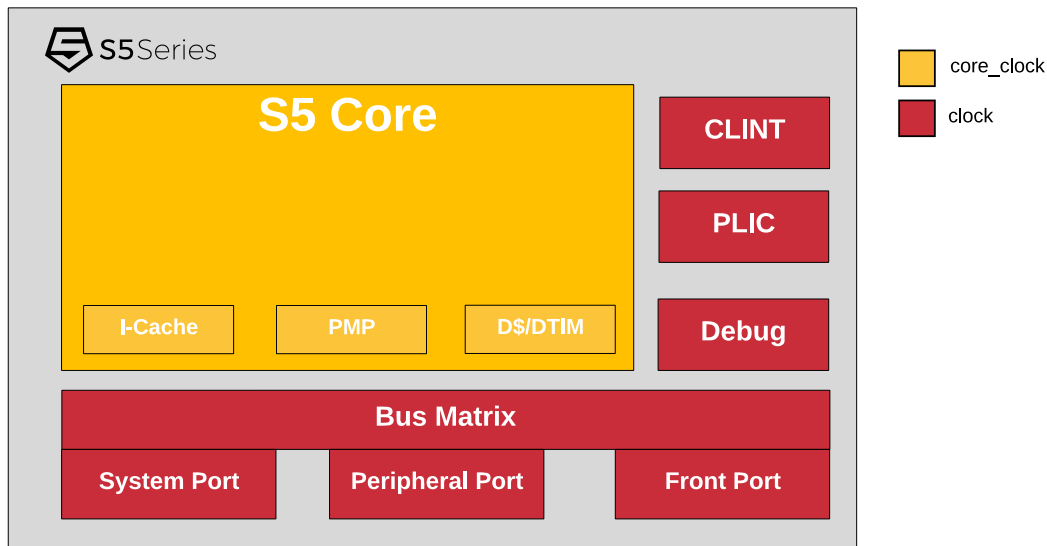 S5Series
S5 Core
I-Cache
PMP
D$/DTIM
CLINT
PLIC
Debug
Bus Matrix
System Port
Peripheral Port
Front Port
core_clock
clock